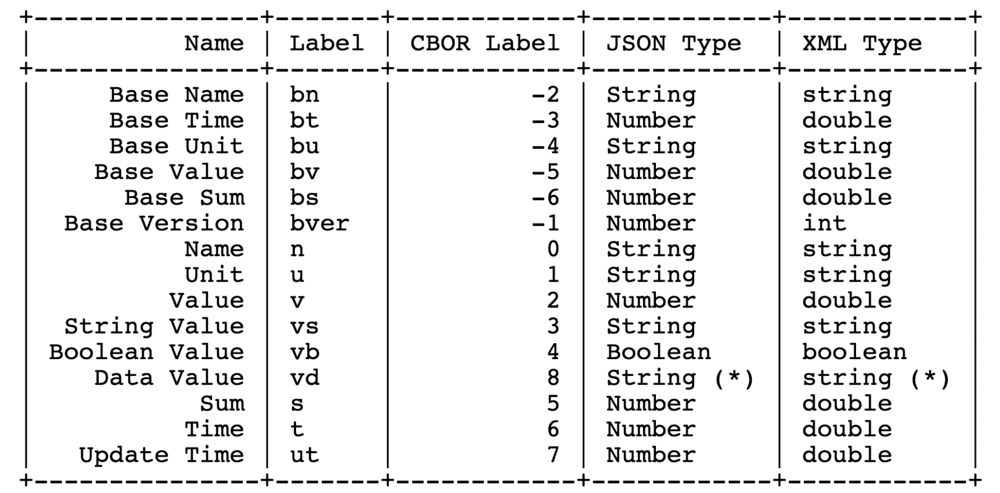 +---------------+-------+------------+------------+------------+
|          Name | Label | CBOR Label | JSON Type  | XML Type   |
+---------------+-------+------------+------------+------------+
|     Base Name | bn    |         -2 | String     | string     |
|     Base Time | bt    |         -3 | Number     | double     |
|     Base Unit | bu    |         -4 | String     | string     |
|    Base Value | bv    |         -5 | Number     | double     |
|      Base Sum | bs    |         -6 | Number     | double     |
|  Base Version | bver  |         -1 | Number     | int        |
|          Name | n     |          0 | String     | string     |
|          Unit | u     |          1 | String     | string     |
|         Value | v     |          2 | Number     | double     |
|  String Value | vs    |          3 | String     | string     |
| Boolean Value | vb    |          4 | Boolean    | boolean    |
|    Data Value | vd    |          8 | String (*) | string (*) |
|           Sum | s     |          5 | Number     | double     |
|          Time | t     |          6 | Number     | double     |
|   Update Time | ut    |          7 | Number     | double     |
+---------------+-------+------------+------------+------------+